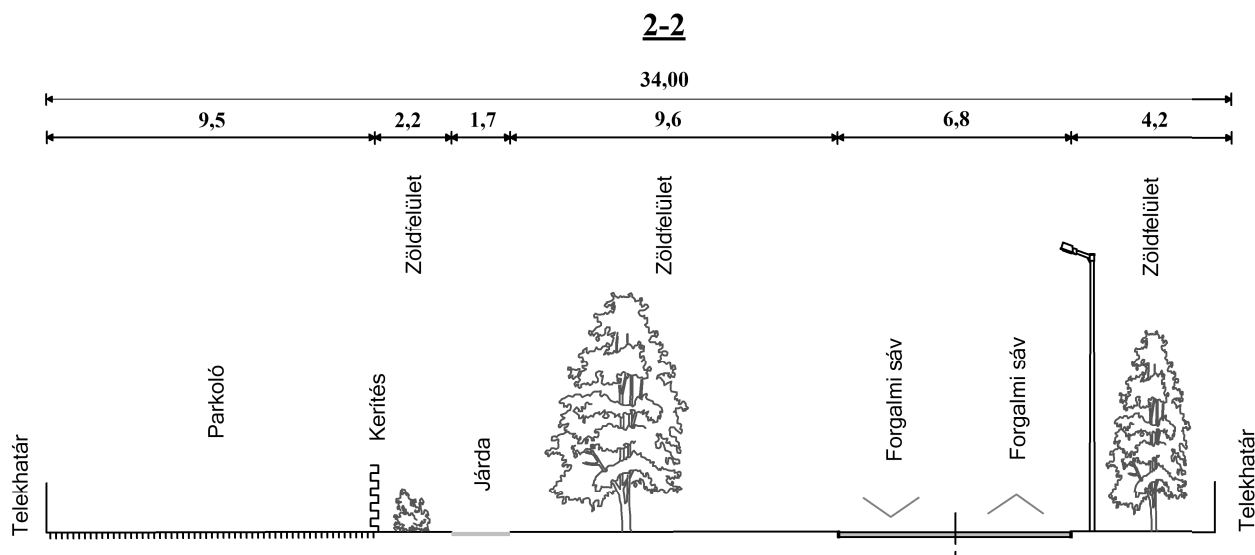 2-2
34,00
9,5
2,2
1,7
9,6
6,8
4,2
Telekhatár
Parkoló
Kerítés
Zöldfelület
Járda
Zöldfelület
Forgalmi sáv
Forgalmi sáv
Zöldfelület
Telekhatár